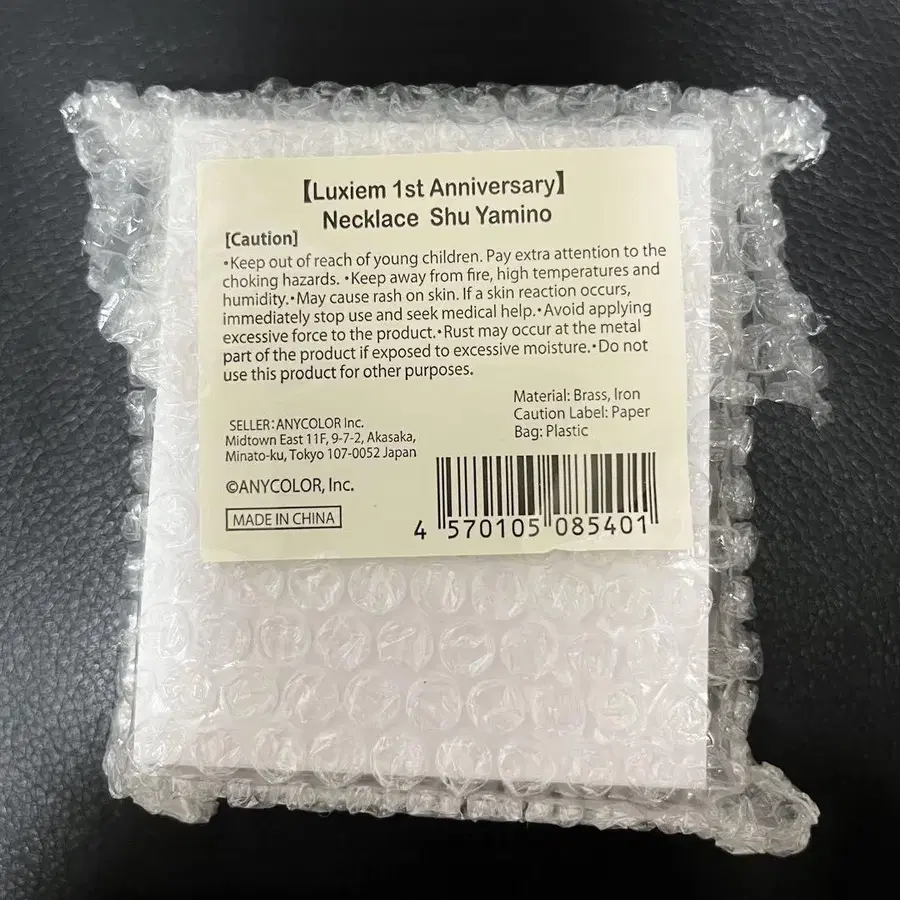 【Luxiem 1st Anniversary】
Necklace Shu Yamino
[Caution]
•Keep out of reach of young children. Pay extra attention to the
choking hazards. •Keep away from fire, high temperatures and
humidity.•May cause rash on skin. If a skin reaction occurs,
immediately stop use and seek medical help.•Avoid applying
excessive force to the product.•Rust may occur at the metal
part of the product if exposed to excessive moisture.•Do not
use this product for other purposes.
Material: Brass, Iron
Caution Label: Paper
Bag: Plastic
SELLER:ANYCOLOR Inc.
Midtown East 11F, 9-7-2, Akasaka,
Minato-ku, Tokyo 107-0052 Japan
©ANYCOLOR, Inc.
MADE IN CHINA
4 570105 085401